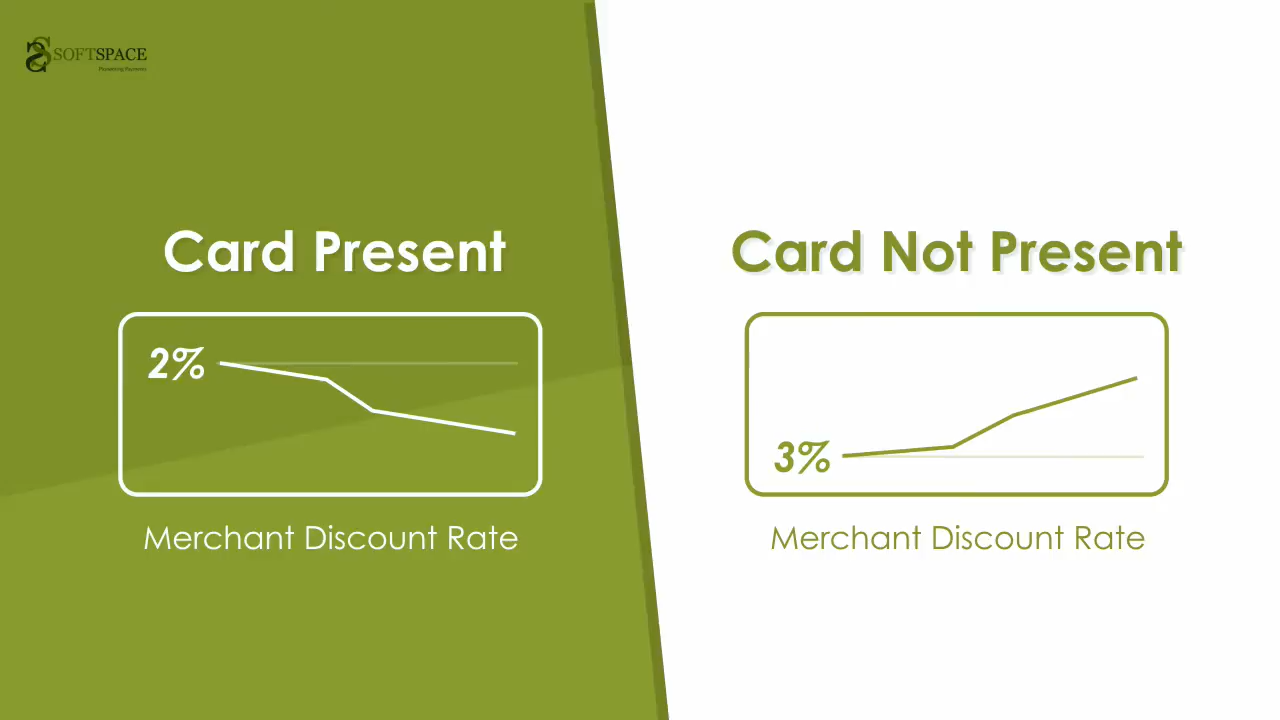 SOFTSPACE
Card Present
2%
Merchant Discount Rate
Card Not Present
3%
Merchant Discount Rate